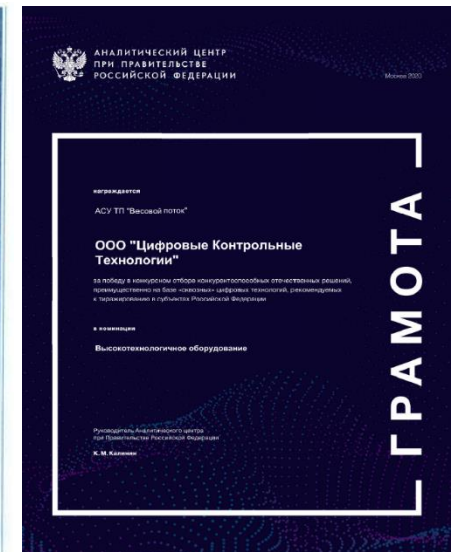 АНАЛИТИЧЕСКИЙ ЦЕНТР
ПРИ ПРАВИТЕЛЬСТВЕ
РОССИЙСКОЙ ФЕДЕРАЦИИ
Москва 2020
ГРАМОТА
награждается
АСУ ТП "Весовой поток"
ООО "Цифровые Контрольные
Технологии"
за победу в конкурсном отборе конкурентоспособных отечественных решений,
преимущественно на базе «сквозных» цифровых технологий, рекомендуемых
к тиражированию в субъектах Российской Федерации
в номинации
Высокотехнологичное оборудование
Руководитель Аналитического центра
при Правительстве Российской Федерации
К. М. Калинин